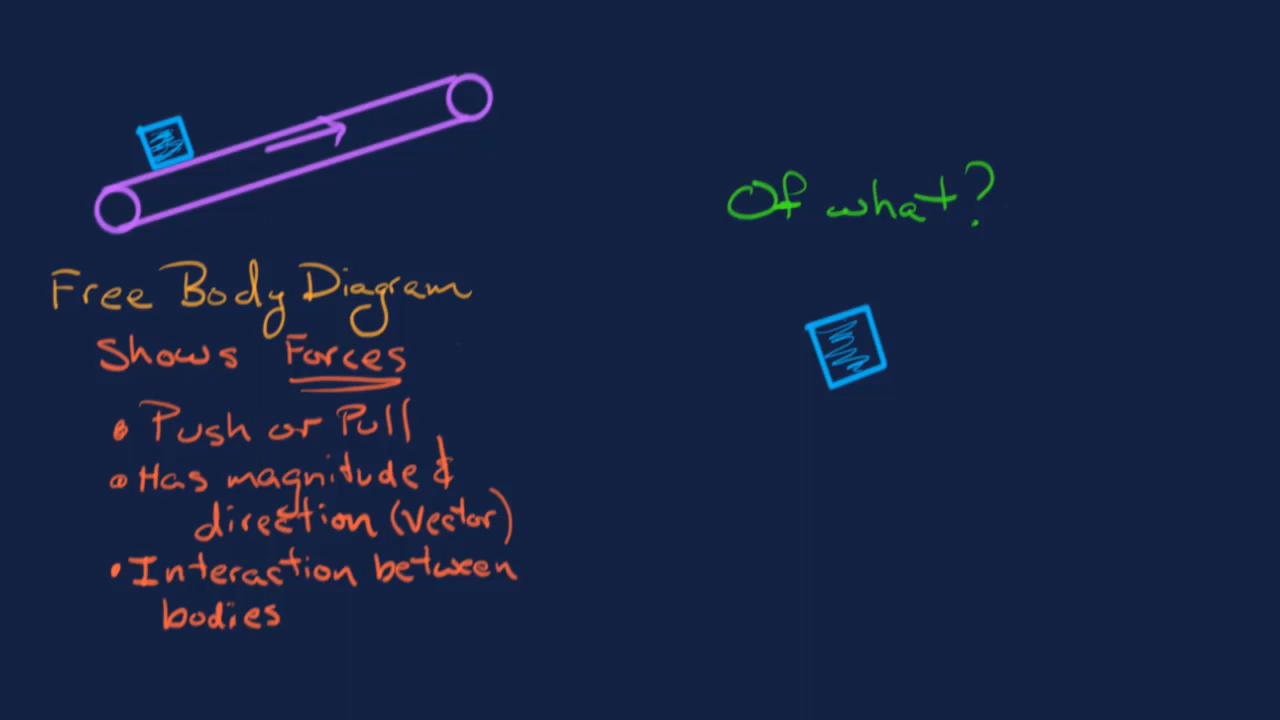 Of what?
Free Body Diagram
Shows Forces
• Push or Pull
• Has magnitude &
direction (vector)
• Interaction between
bodies